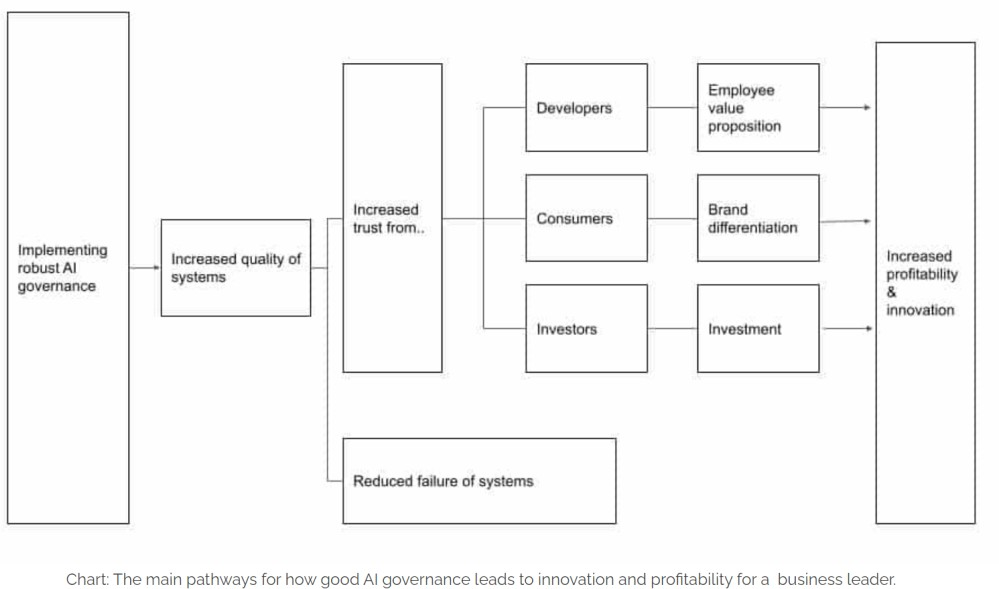 Implementing
robust AI
governance
Increased quality of
systems
Increased
trust from..
Developers
Employee
value
proposition
Consumers
Brand
differentiation
Investors
Investment
Reduced failure of systems
Increased
profitability
&
innovation
Chart: The main pathways for how good AI governance leads to innovation and profitability for a business leader.